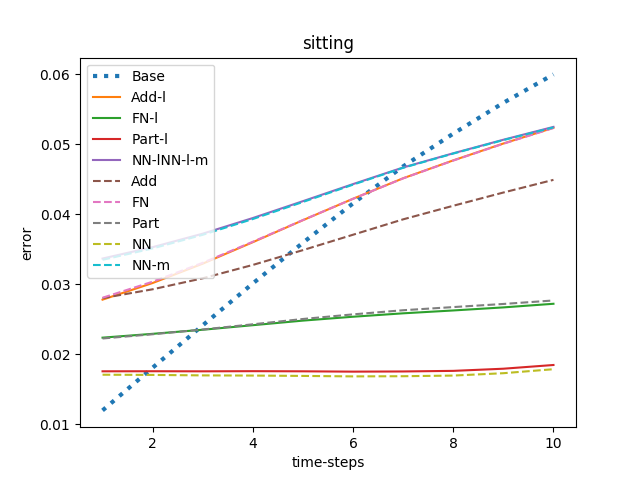 sitting
error
0.06
0.05
0.04
0.03
0.02
0.01
Base
Add-l
FN-l
Part-l
NN-lNN-l-m
Add
FN
Part
NN
NN-m
2
4
6
8
10
time-steps